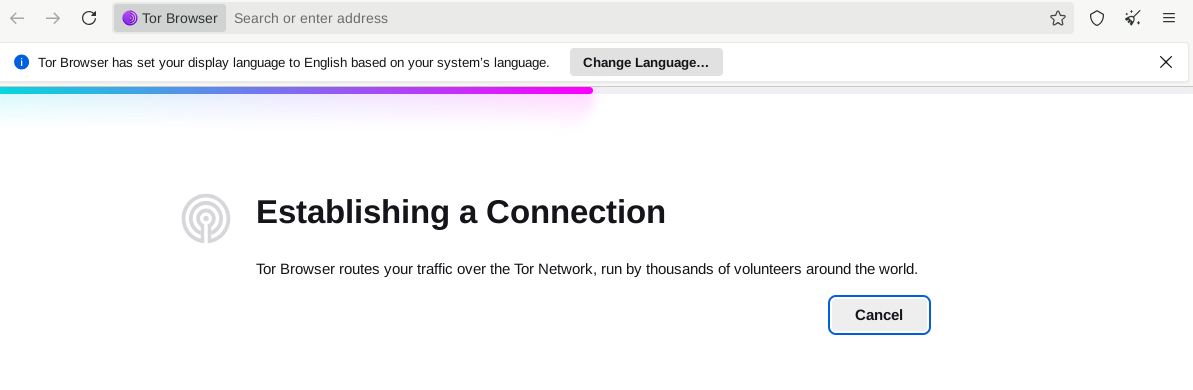 Tor Browser Search or enter address
Tor Browser has set your display language to English based on your system's language. Change Language...
Establishing a Connection
Tor Browser routes your traffic over the Tor Network, run by thousands of volunteers around the world.
Cancel